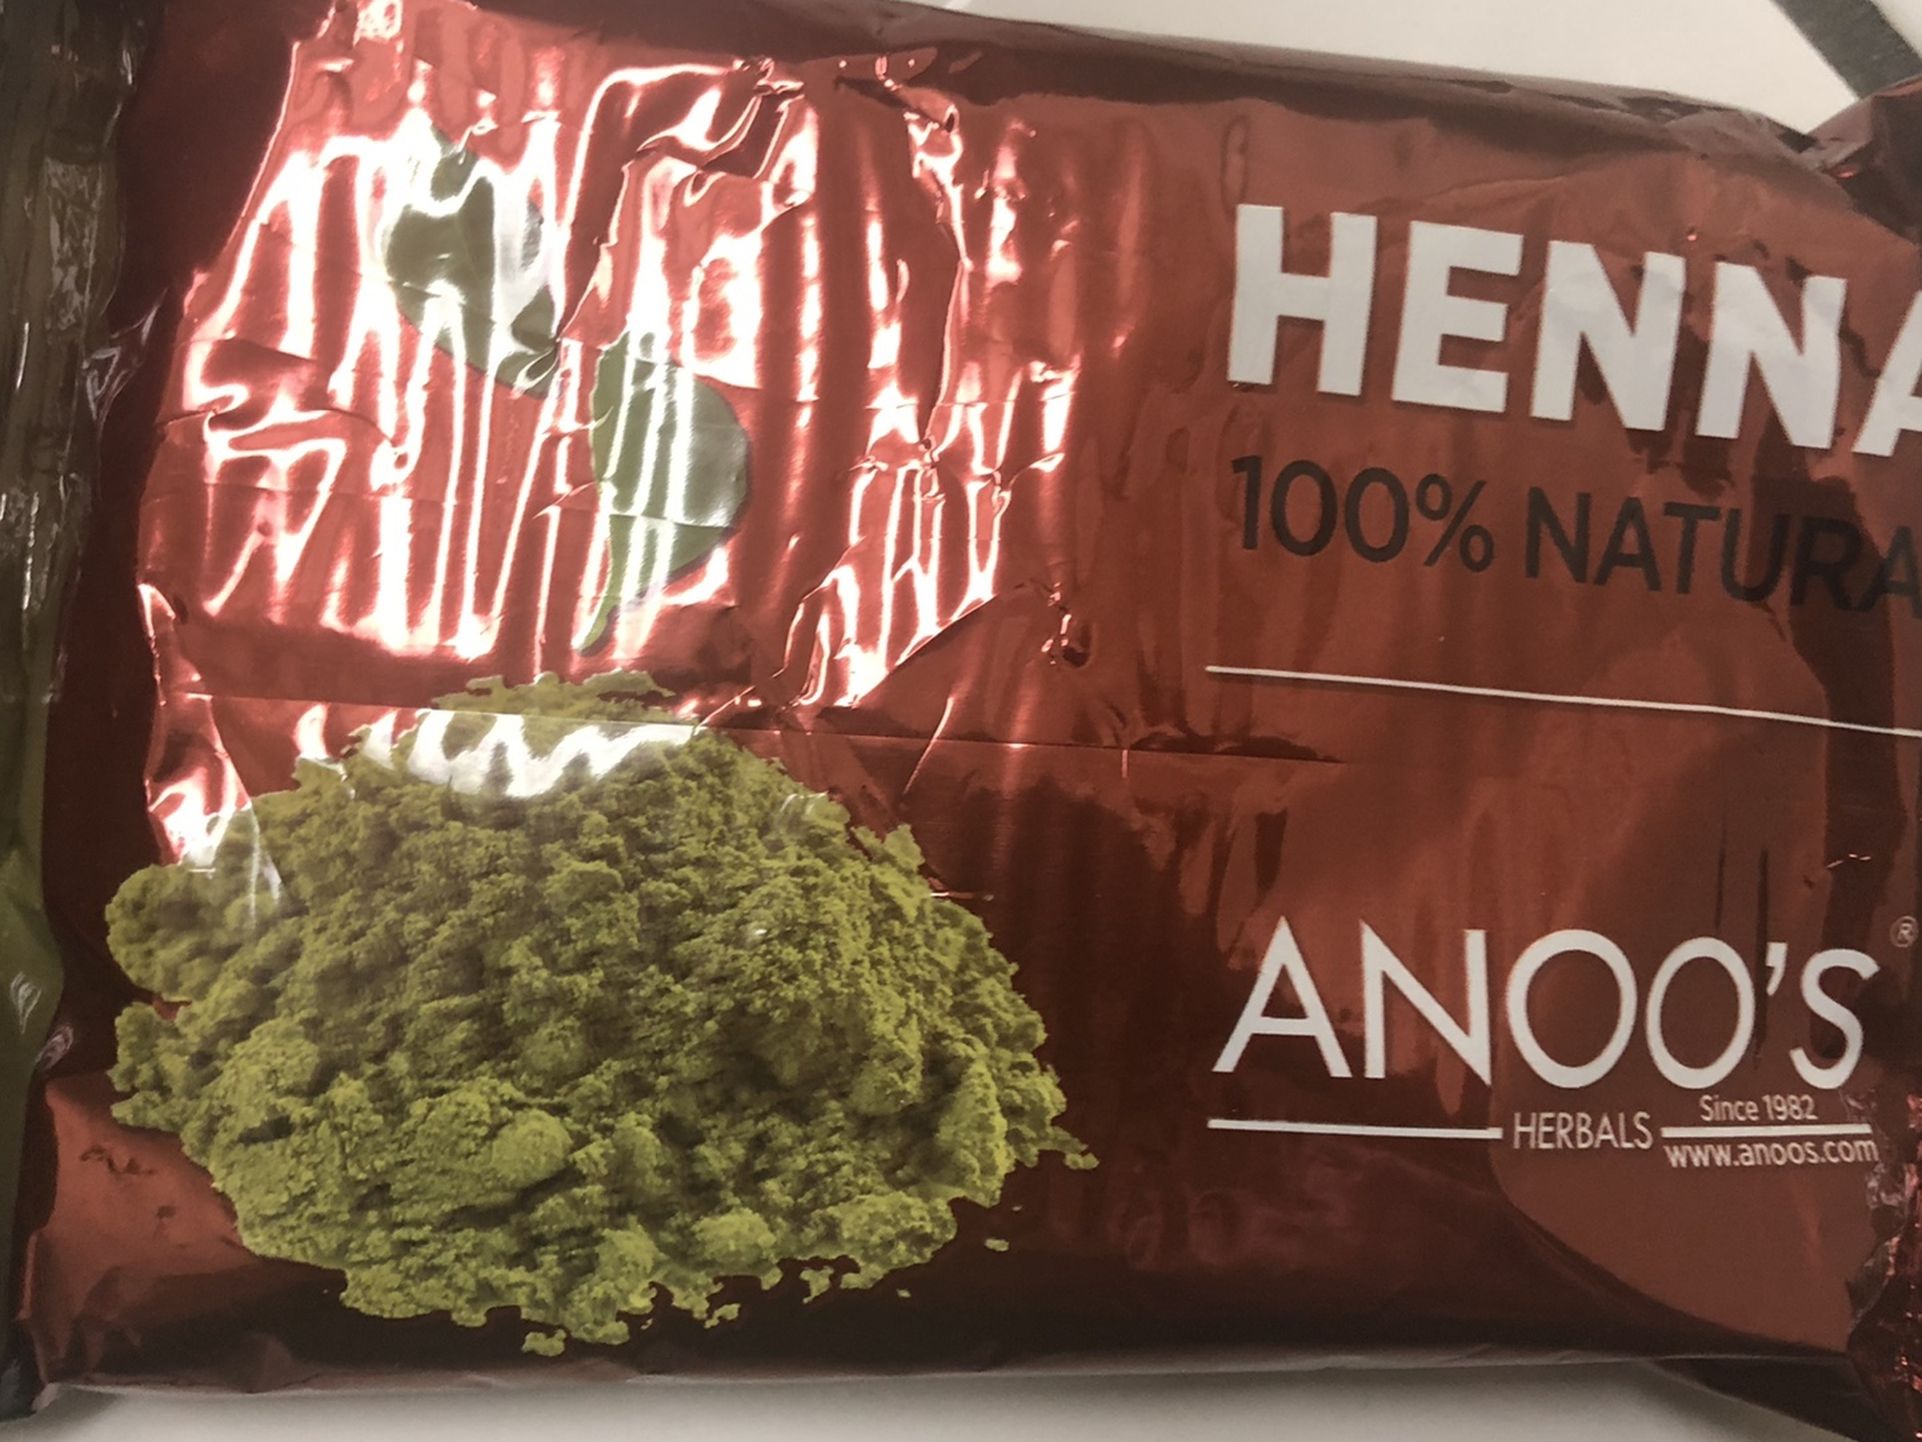 HENNA
100% NATURA
ANOO'S®
HERBALS
Since 1982
www.anoos.com